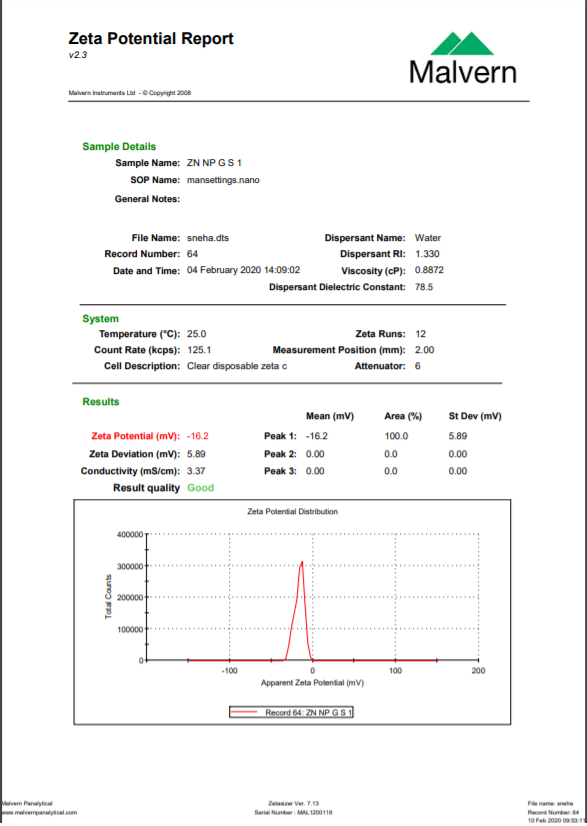 Zeta Potential Report
v2.3
Malvern
Malvern Instruments Ltd - © Copyright 2008
Sample Details
Sample Name: ZN NP G S 1
SOP Name: mansettings.nano
General Notes:
File Name: sneha.dts Dispersant Name: Water
Record Number: 64 Dispersant RI: 1.330
Date and Time: 04 February 2020 14:09:02 Viscosity (cP): 0.8872
Dispersant Dielectric Constant: 78.5
System
Temperature (°C): 25.0 Zeta Runs: 12
Count Rate (kcps): 125.1 Measurement Position (mm): 2.00
Cell Description: Clear disposable zeta c Attenuator: 6
Results
Mean (mV) Area (%) St Dev (mV)
Zeta Potential (mV): -16.2 Peak 1: -16.2 100.0 5.89
Zeta Deviation (mV): 5.89 Peak 2: 0.00 0.0 0.00
Conductivity (mS/cm): 3.37 Peak 3: 0.00 0.0 0.00
Result quality Good
Zeta Potential Distribution
400000
300000
200000
100000
0
Total Counts
-100 0 100 200
Apparent Zeta Potential (mV)
Record 64: ZN NP G S 1
Malvern Panalytical Zetasizer Ver. 7.13 File name: sneha
www.malvernpanalytical.com Serial Number : MAL1200116 Record Number: 64
10 Feb 2020 09:53:11